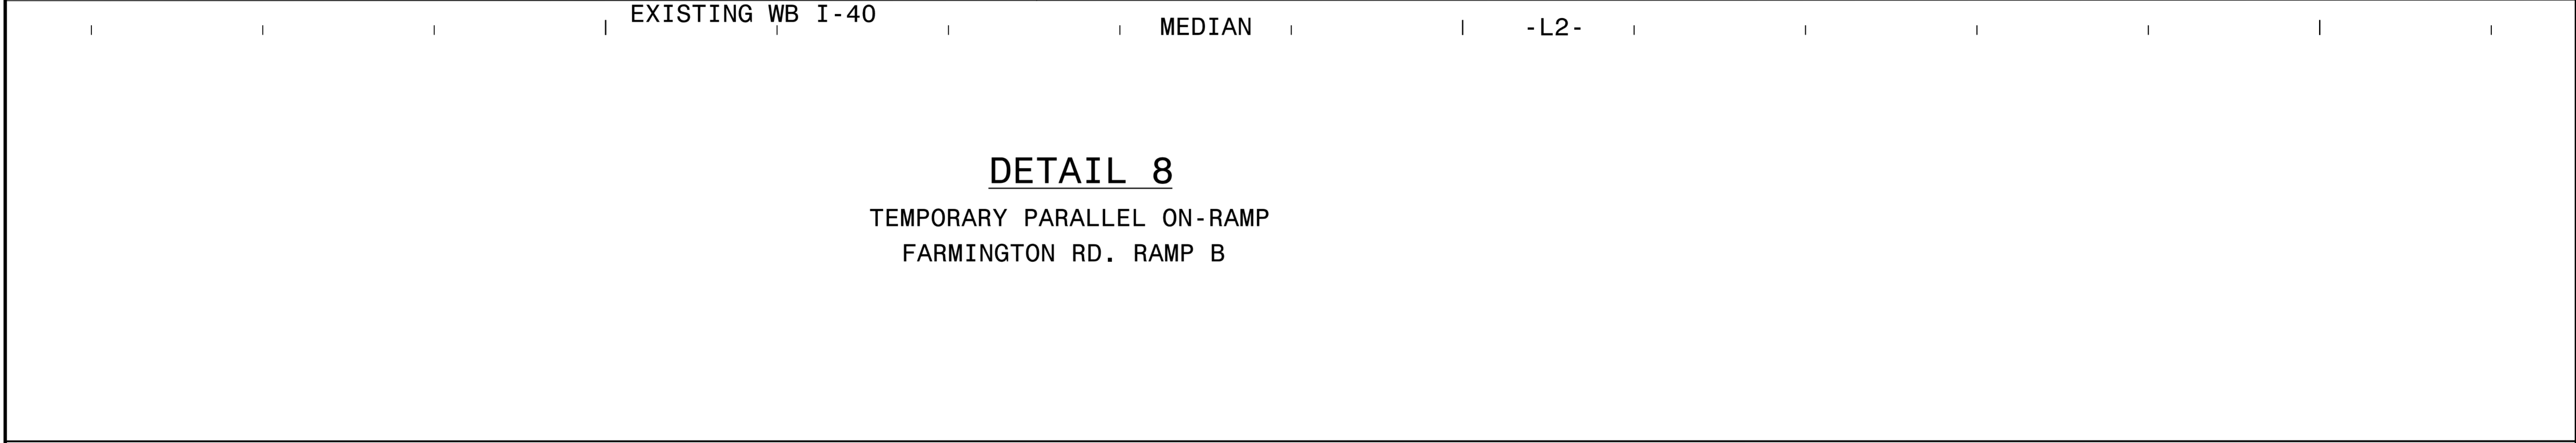 EXISTING WB I-40
MEDIAN -L2-
DETAIL 8
TEMPORARY PARALLEL ON-RAMP
FARMINGTON RD. RAMP B